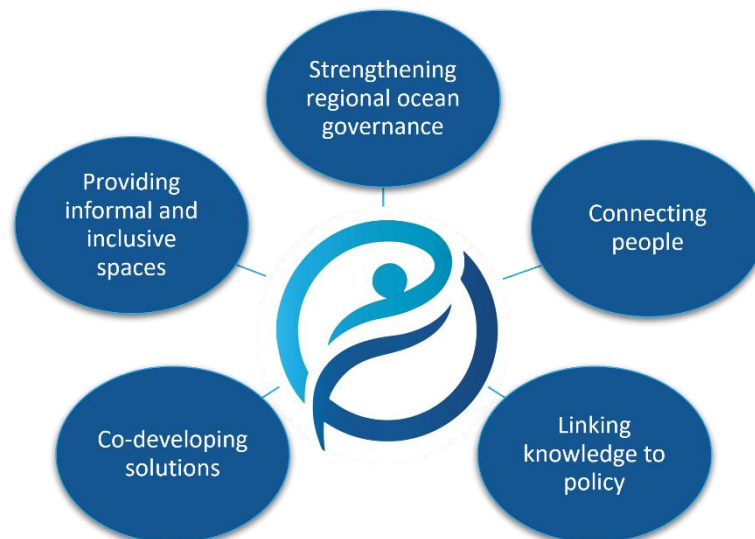 Strengthening
regional ocean
governance
Providing
informal and
inclusive
spaces
Connecting
people
Co-developing
solutions
Linking
knowledge to
policy